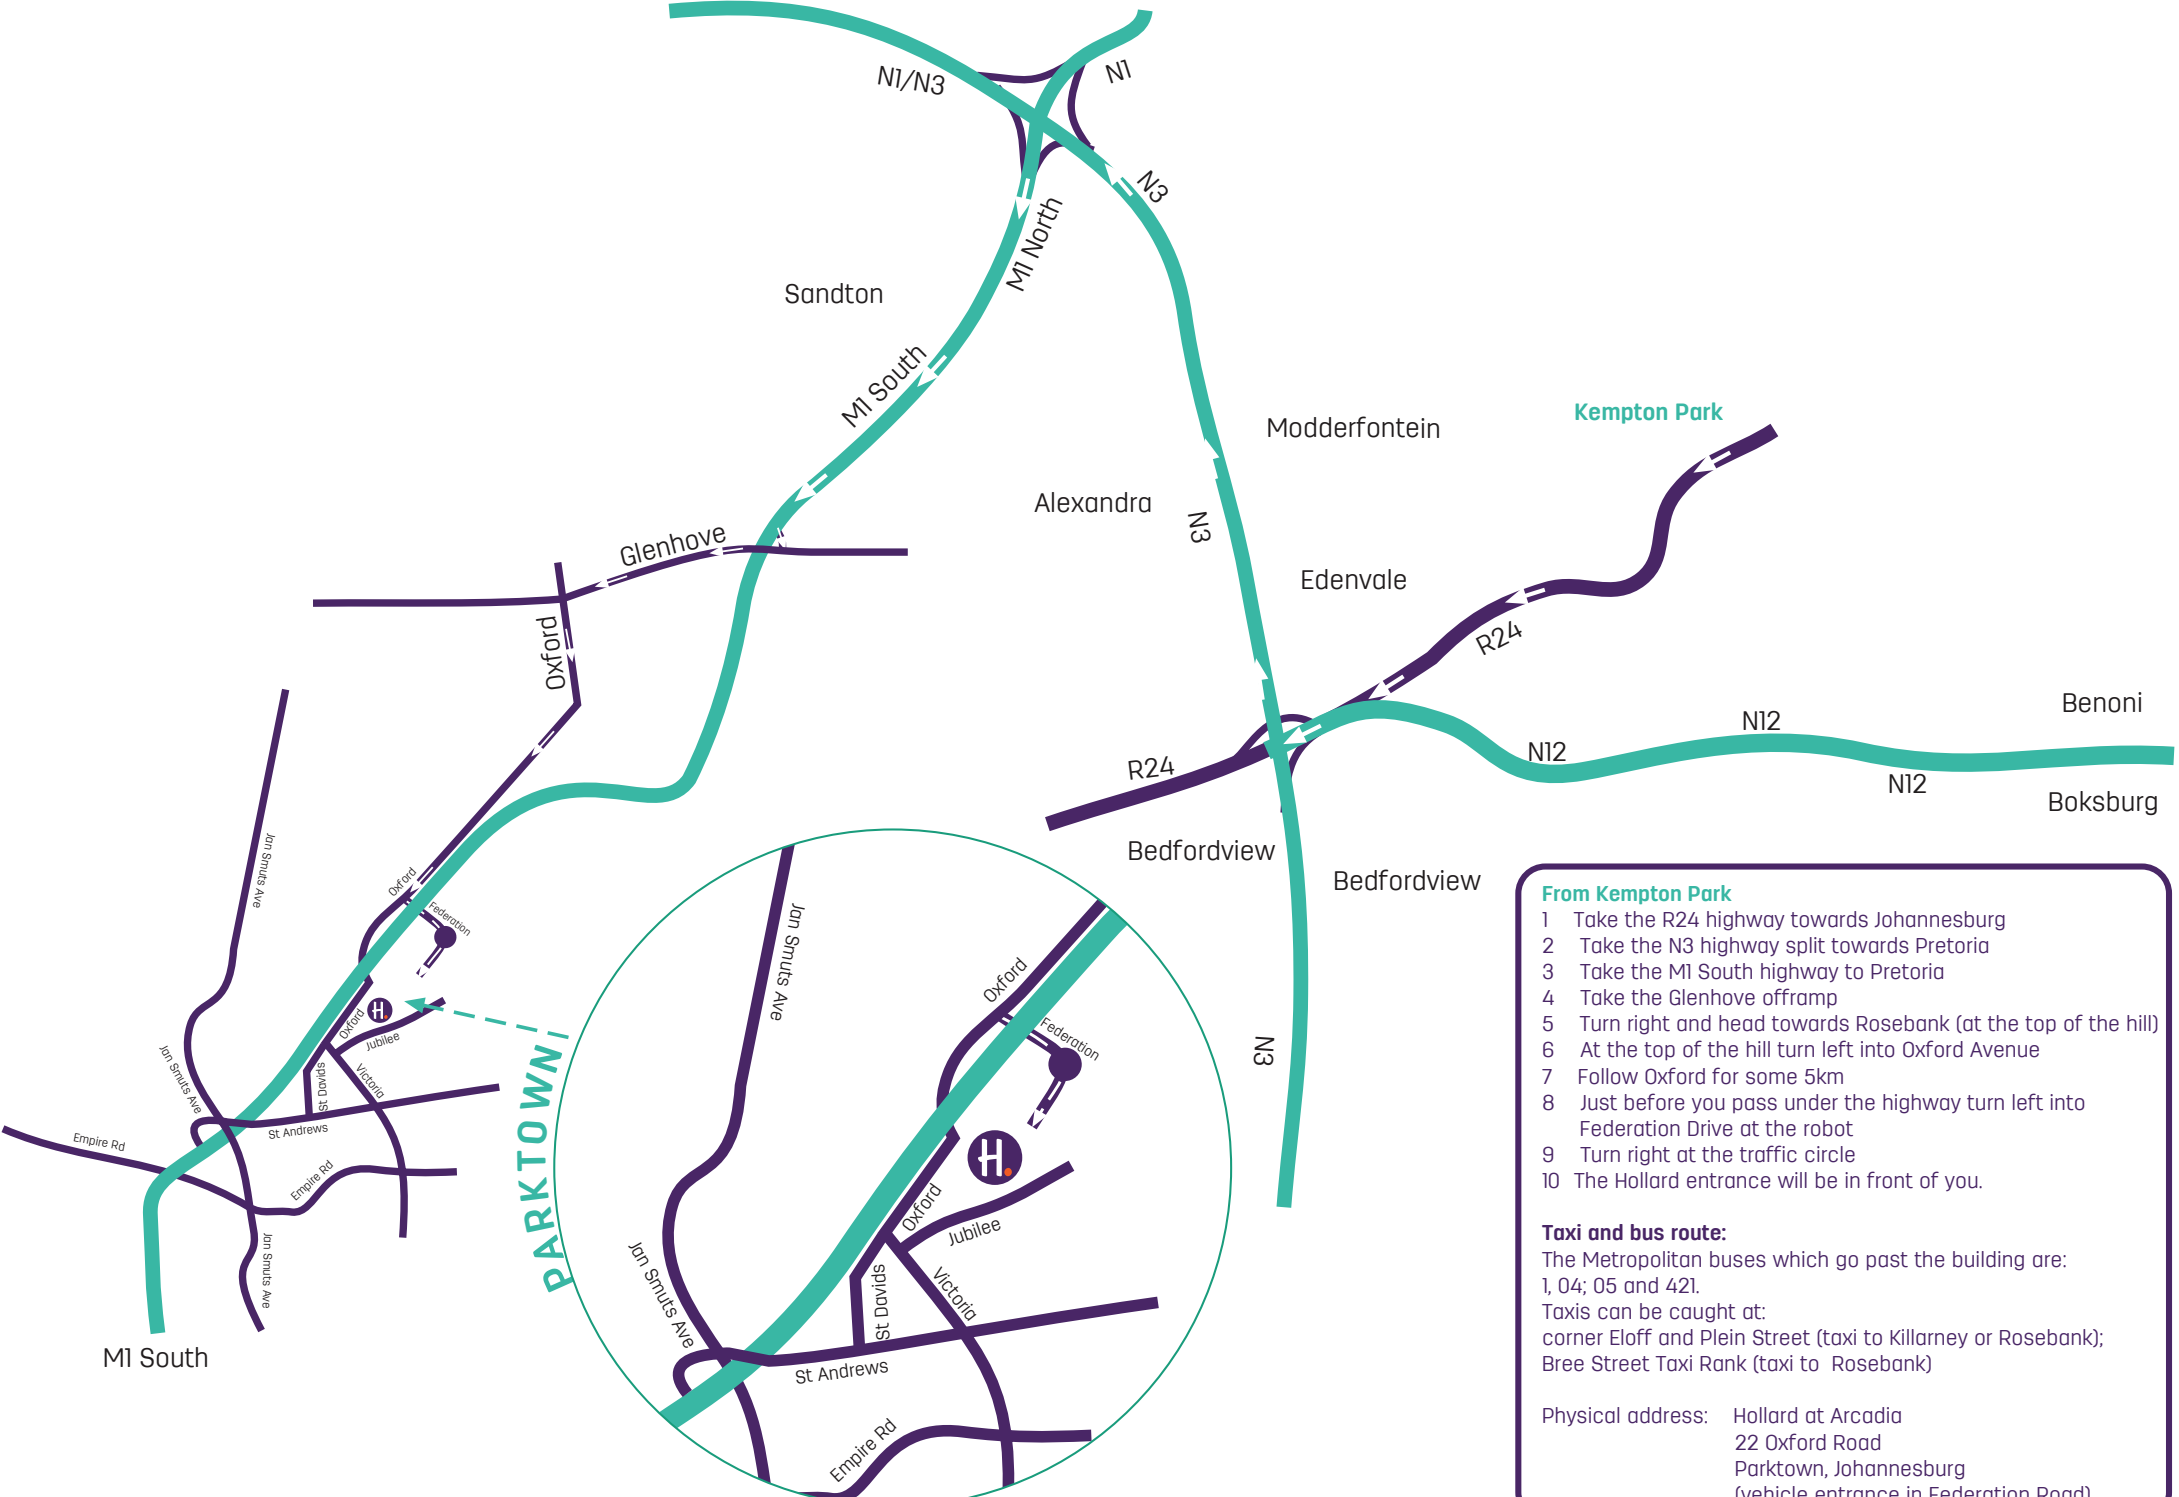 N1/N3
N1
N3
M1 North
Sandton
M1 South
Modderfontein
Kempton Park
Alexandra
N3
Glenhove
Edenvale
Oxford
R24
Benoni
N12
N12
N12
R24
Boksburg
Bedfordview
Bedfordview
Jan Smuts Ave
Oxford
Federation
H.
Oxford
Jubilee
Jan Smuts Ave
St Davids
Victoria
St Andrews
Empire Rd
Empire Rd
Jan Smuts Ave
M1 South
N3
PARKTOWN
Jan Smuts Ave
Oxford
Federation
H.
Oxford
Jubilee
Jan Smuts Ave
St Davids
Victoria
St Andrews
Empire Rd
From Kempton Park
1 Take the R24 highway towards Johannesburg
2 Take the N3 highway split towards Pretoria
3 Take the M1 South highway to Pretoria
4 Take the Glenhove offramp
5 Turn right and head towards Rosebank (at the top of the hill)
6 At the top of the hill turn left into Oxford Avenue
7 Follow Oxford for some 5km
8 Just before you pass under the highway turn left into
Federation Drive at the robot
9 Turn right at the traffic circle
10 The Hollard entrance will be in front of you.
Taxi and bus route:
The Metropolitan buses which go past the building are:
1, 04; 05 and 421.
Taxis can be caught at:
corner Eloff and Plein Street (taxi to Killarney or Rosebank);
Bree Street Taxi Rank (taxi to Rosebank)
Physical address: Hollard at Arcadia
22 Oxford Road
Parktown, Johannesburg
(vehicle entrance in Federation Road)